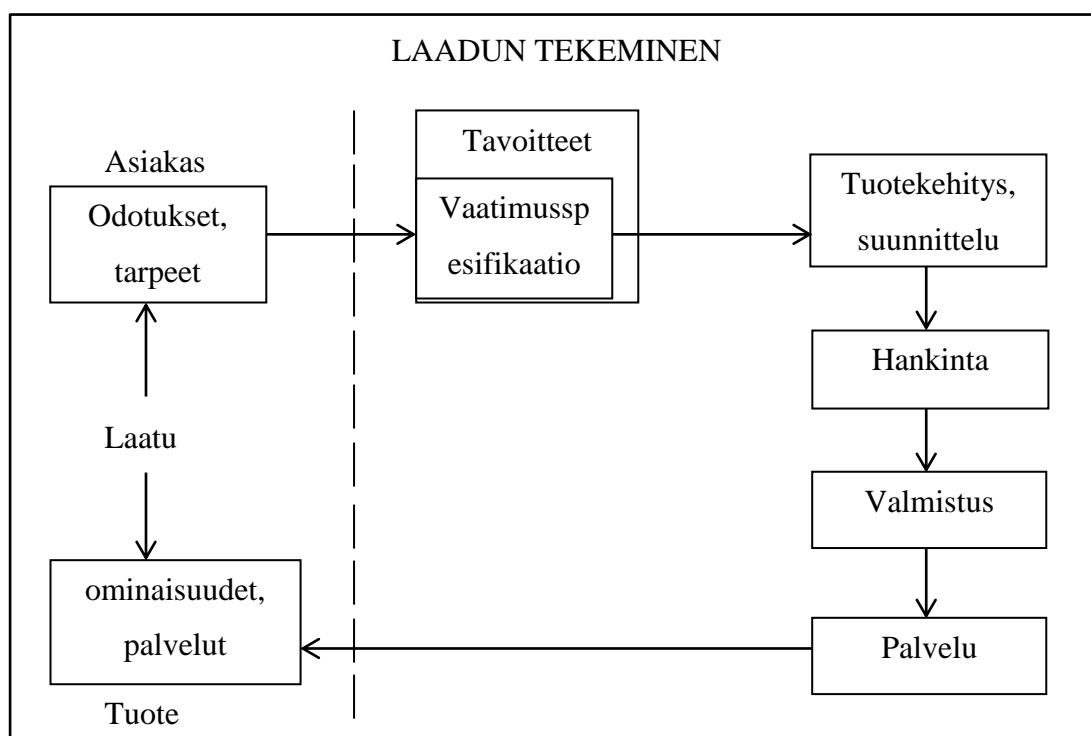 LAADUN TEKEMINEN
Asiakas
Odotukset,
tarpeet
Tavoitteet
Vaatimussp
esifikaatio
Tuotekehitys,
suunnittelu
Hankinta
Laatu
Valmistus
ominaisuudet,
palvelut
Palvelu
Tuote